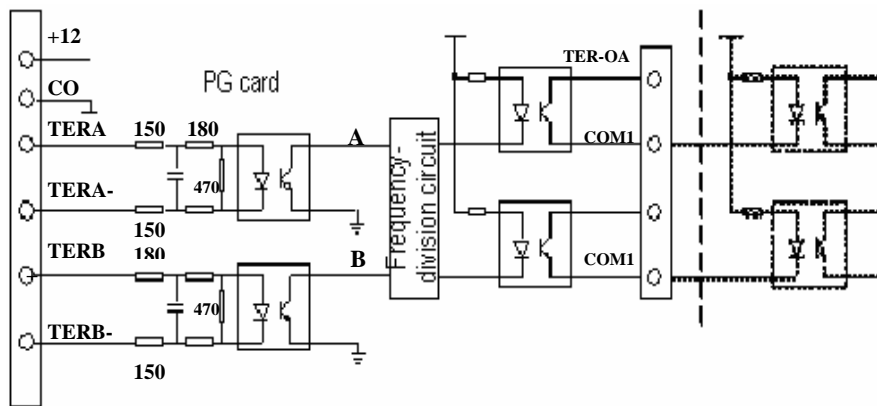 +12
CO
PG card
TER-OA
TERA
150
180
A
COM1
TERA-
470
150
Frequency-
division circuit
TERB
180
B
COM1
470
TERB-
150